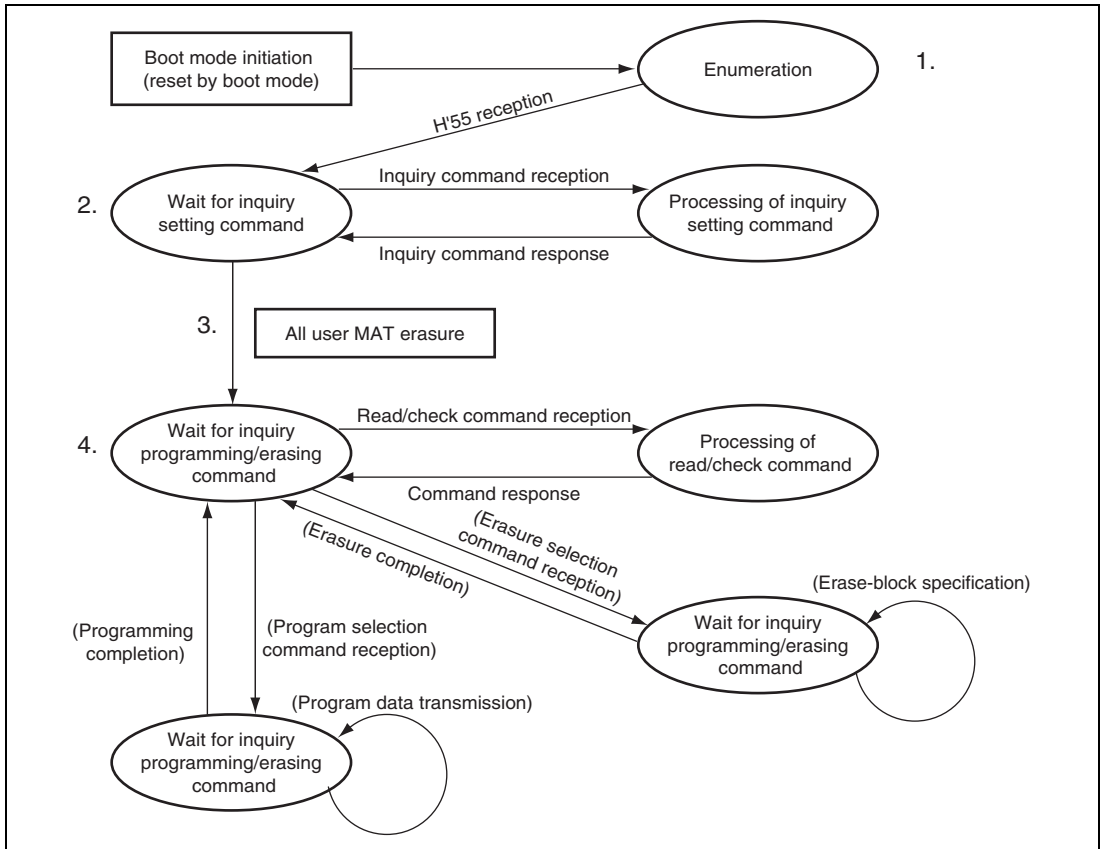 Boot mode initiation
(reset by boot mode)
Enumeration
1.
H'55 reception
2.
Wait for inquiry
setting command
Inquiry command reception
Processing of inquiry
setting command
Inquiry command response
3.
All user MAT erasure
4.
Wait for inquiry
programming/erasing
command
Read/check command reception
Processing of
read/check command
Command response
(Erasure selection
command reception)
(Erasure completion)
(Erase-block specification)
Wait for inquiry
programming/erasing
command
(Programming
completion)
(Program selection
command reception)
(Program data transmission)
Wait for inquiry
programming/erasing
command